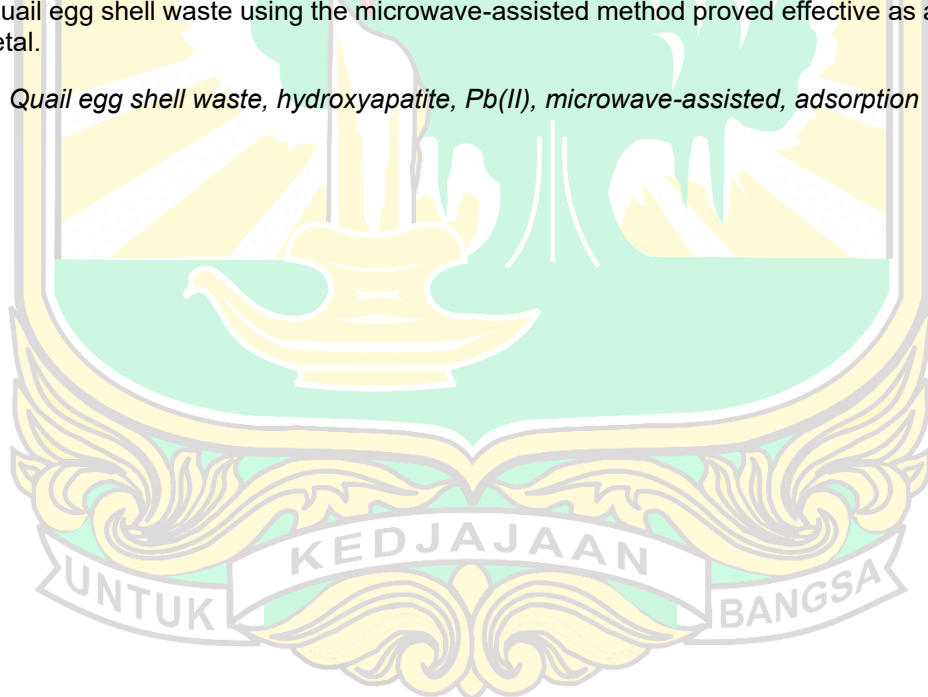 uail egg shell waste using the microwave-assisted method proved effective as a
etal.
Quail egg shell waste, hydroxyapatite, Pb(II), microwave-assisted, adsorption
KEDJAJAAN
UNTUK
BANGSA